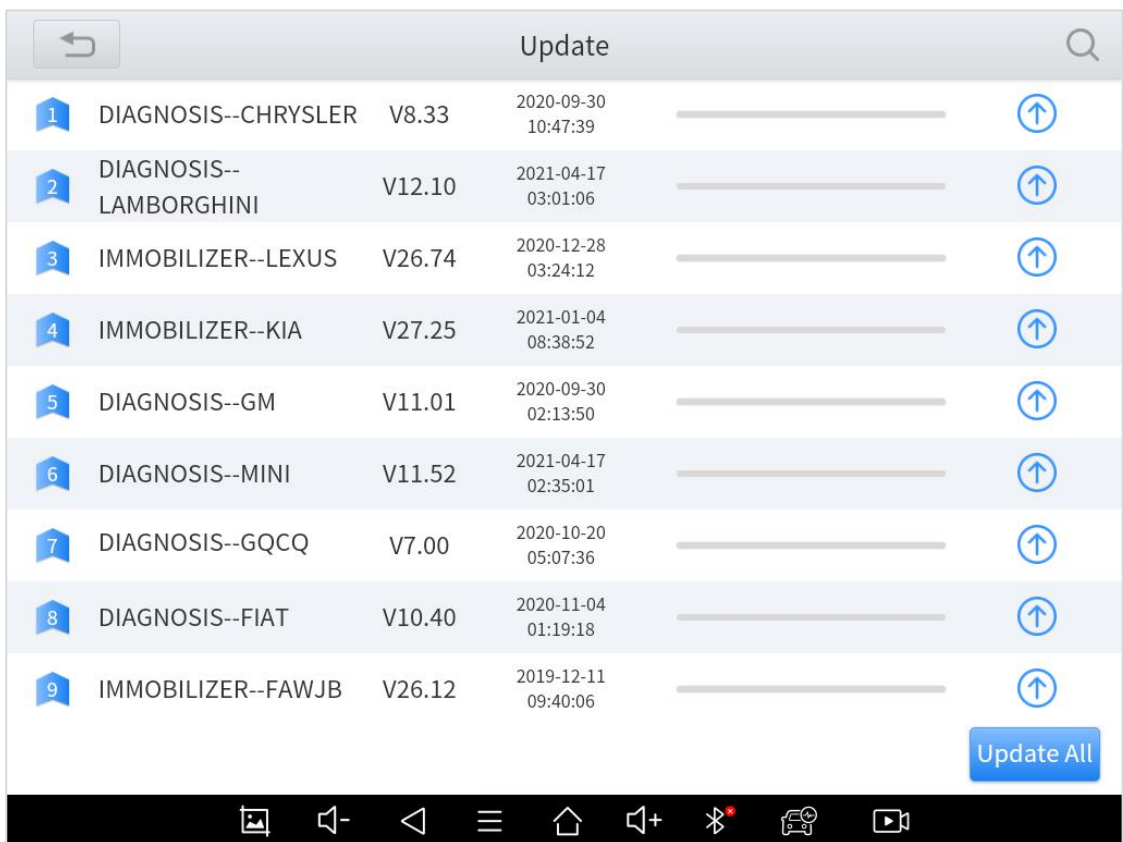 Update
1 DIAGNOSIS--CHRYSLER V8.33 2020-09-30
10:47:39
2 DIAGNOSIS--
LAMBORGHINI V12.10 2021-04-17
03:01:06
3 IMMOBILIZER--LEXUS V26.74 2020-12-28
03:24:12
4 IMMOBILIZER--KIA V27.25 2021-01-04
08:38:52
5 DIAGNOSIS--GM V11.01 2020-09-30
02:13:50
6 DIAGNOSIS--MINI V11.52 2021-04-17
02:35:01
7 DIAGNOSIS--GQCQ V7.00 2020-10-20
05:07:36
8 DIAGNOSIS--FIAT V10.40 2020-11-04
01:19:18
9 IMMOBILIZER--FAWJB V26.12 2019-12-11
09:40:06
Update All